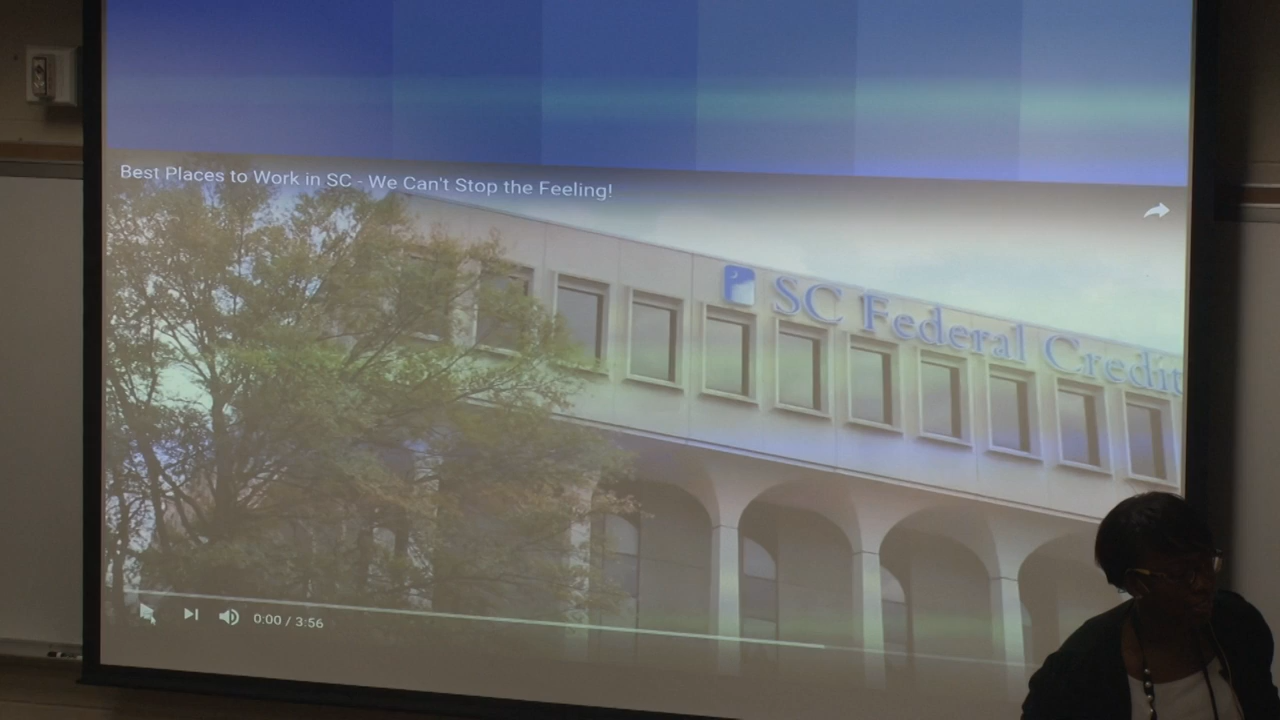 Best Places to Work in SC - We Can't Stop the Feeling!
SC Federal Credit
0:00 / 3:56